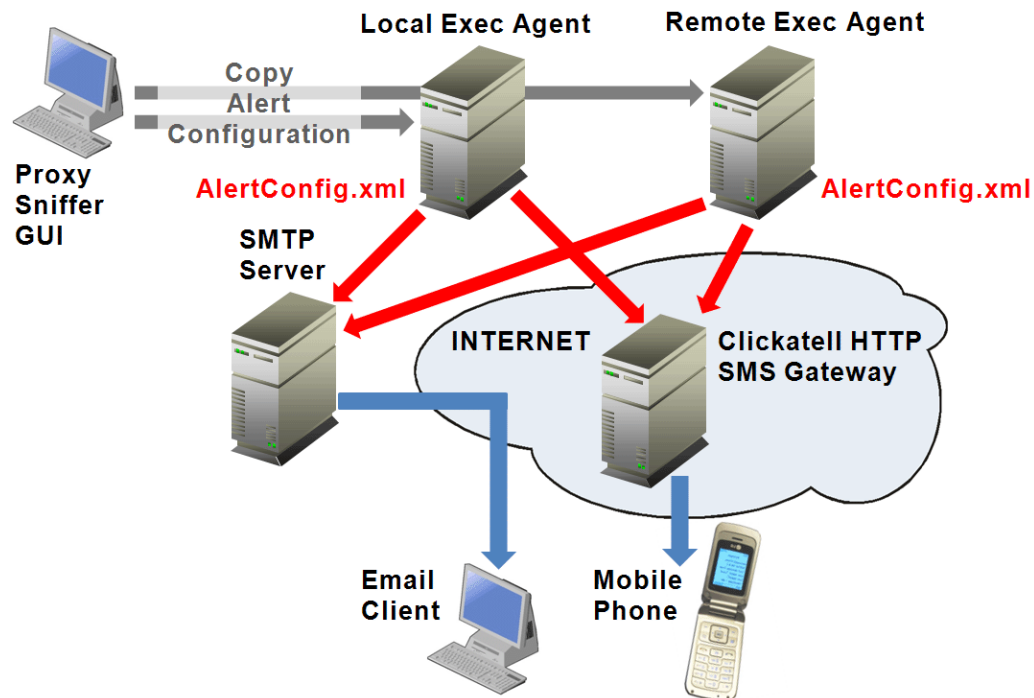 Local Exec Agent
Remote Exec Agent
Copy
Alert
Configuration
Proxy
Sniffer
GUI
AlertConfig.xml
AlertConfig.xml
SMTP
Server
INTERNET
Clickatell HTTP
SMS Gateway
Email
Client
Mobile
Phone